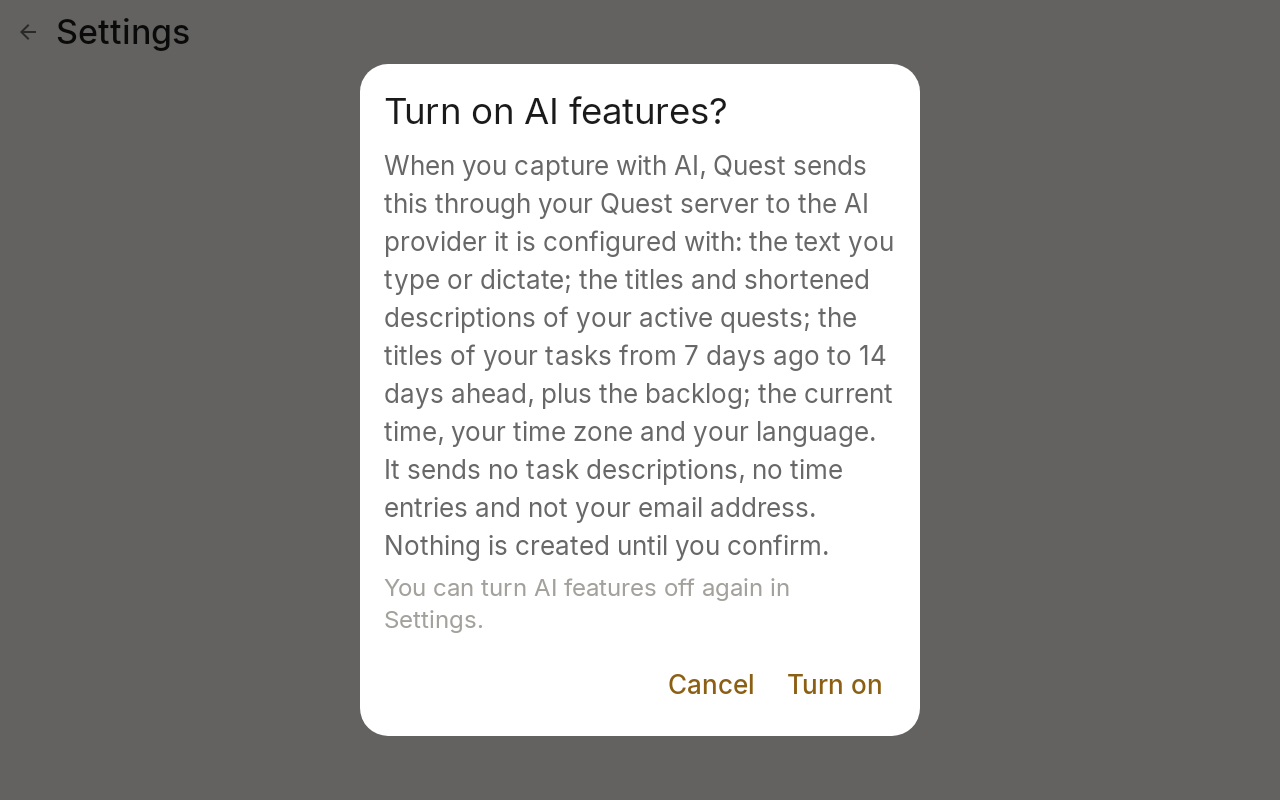 Settings
Turn on AI features?
When you capture with AI, Quest sends
this through your Quest server to the AI
provider it is configured with: the text you
type or dictate; the titles and shortened
descriptions of your active quests; the
titles of your tasks from 7 days ago to 14
days ahead, plus the backlog; the current
time, your time zone and your language.
It sends no task descriptions, no time
entries and not your email address.
Nothing is created until you confirm.
You can turn AI features off again in
Settings.
Cancel Turn on